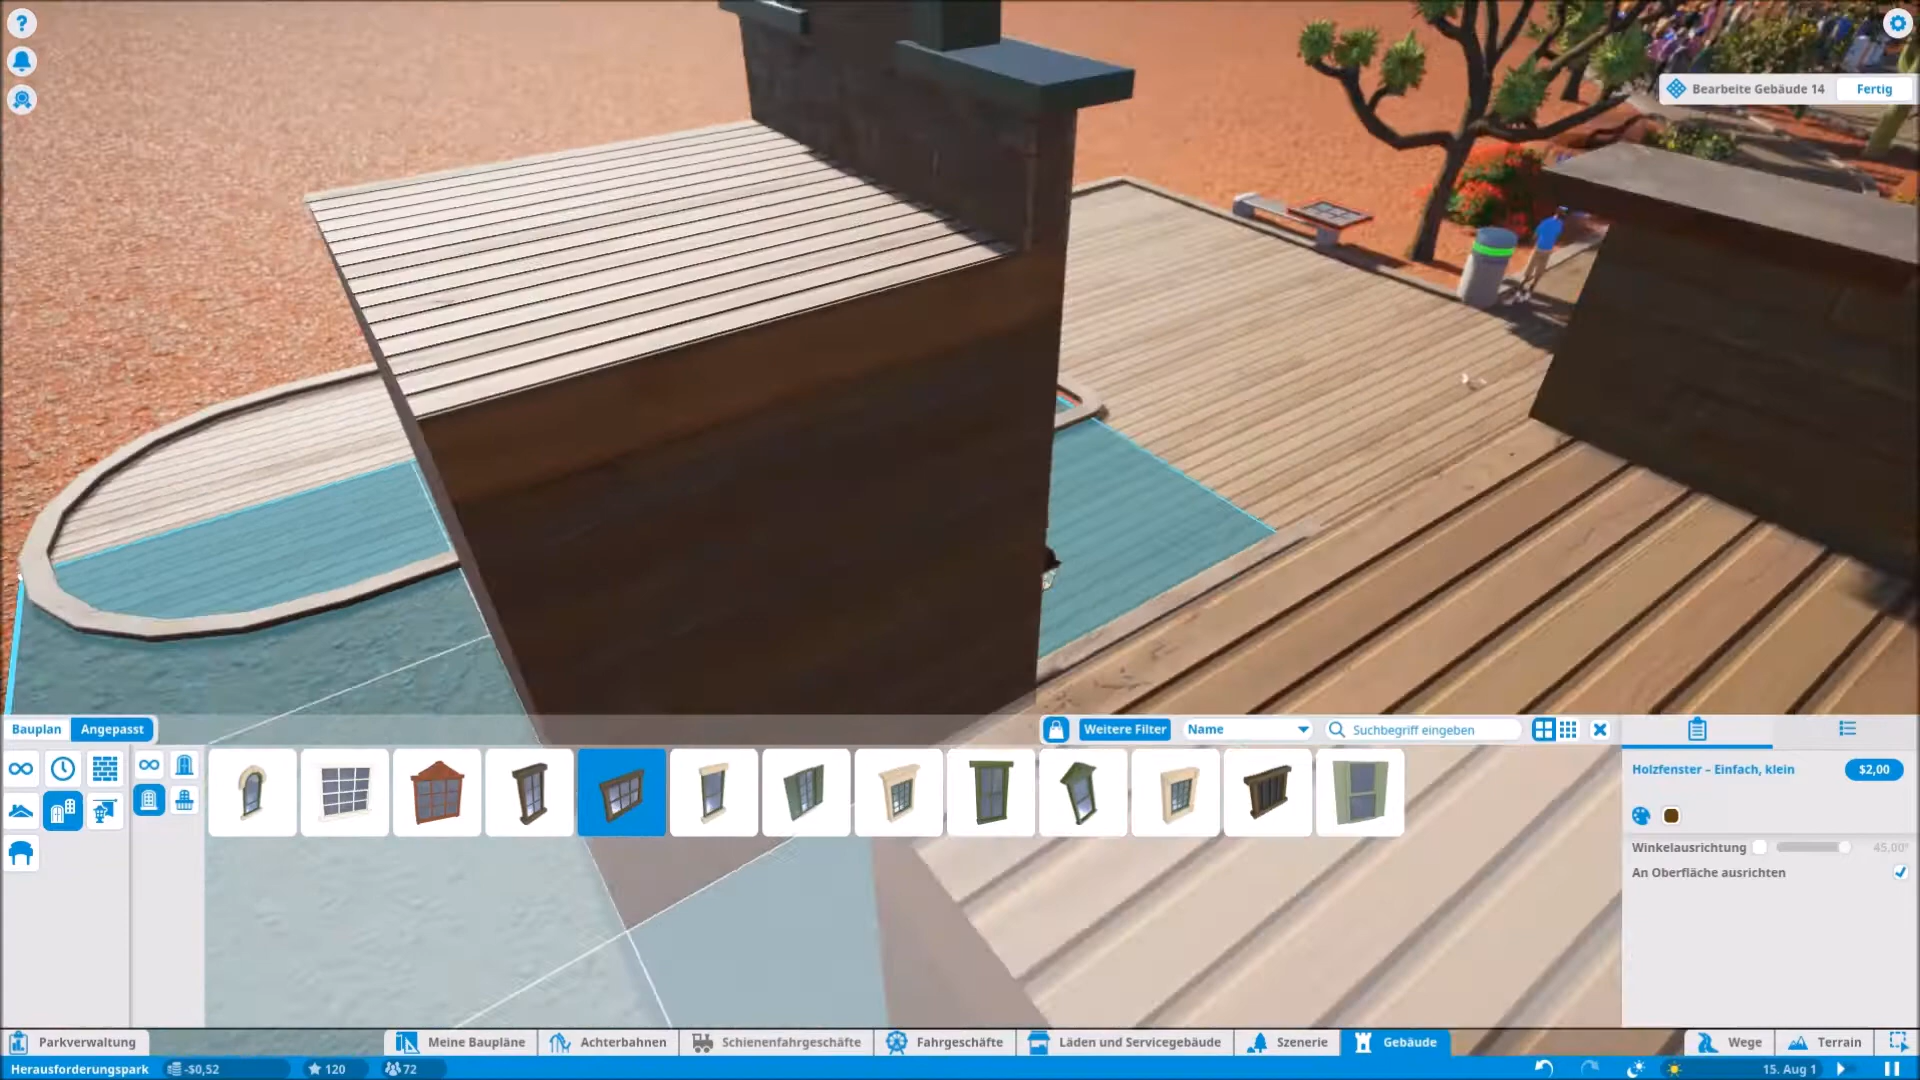 ?
Bearbeite Gebäude 14
Fertig
Bauplan
Angepasst
Weitere Filter
Name
Suchbegriff eingeben
Holzfenster – Einfach, klein
$2,00
Winkelausrichtung
45,00°
An Oberfläche ausrichten
Parkverwaltung
Meine Baupläne
Achterbahnen
Schienenfahrgeschäfte
Fahrgeschäfte
Läden und Servicegebäude
Szenerie
Gebäude
Wege
Terrain
Herausforderungspark
-$0,52
120
72
15. Aug 1